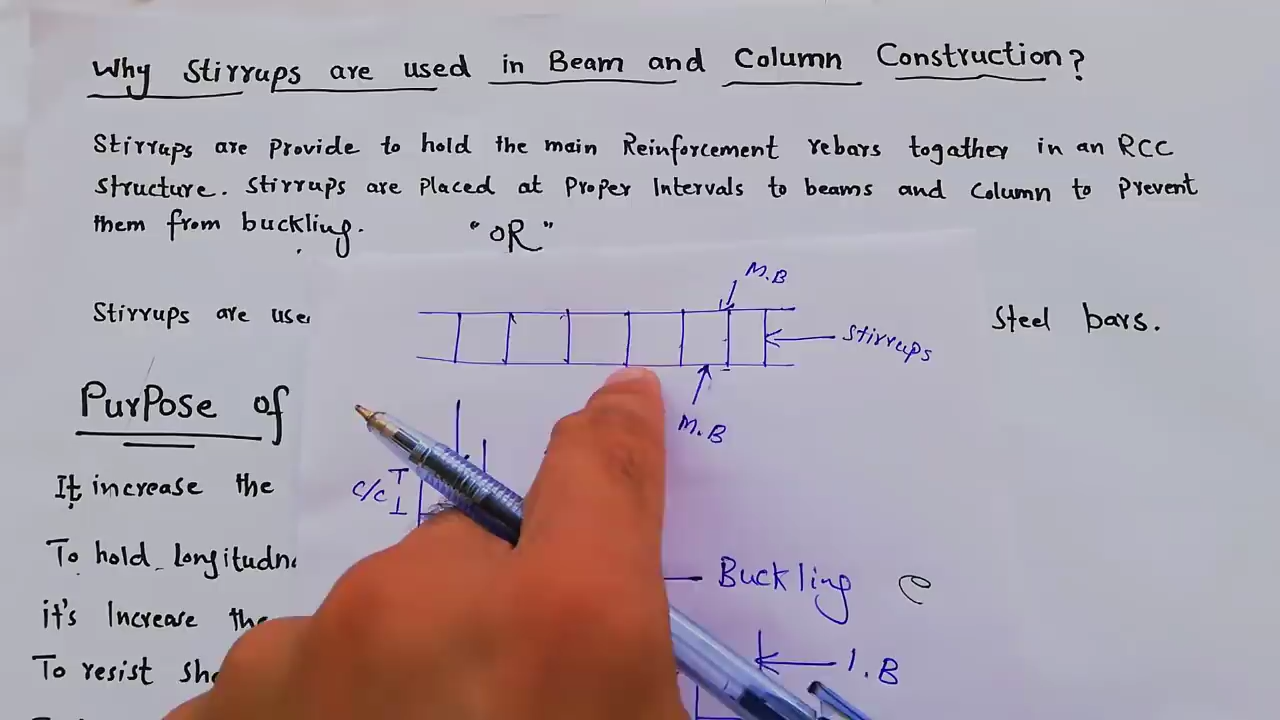 Why Stirrups are used in Beam and Column Construction?
Stirrups are Provide to hold the main Reinforcement rebars togather in an RCC
Structure. Stirrups are Placed at Proper Intervals to beams and Column to Prevent
them from buckling. "OR"
M.B
Stirrups are Steel bars.
Stirrups
PurPose of
M.B
It increase the
c/c
To hold
Buckling
it's Increase the
1.B
To resist